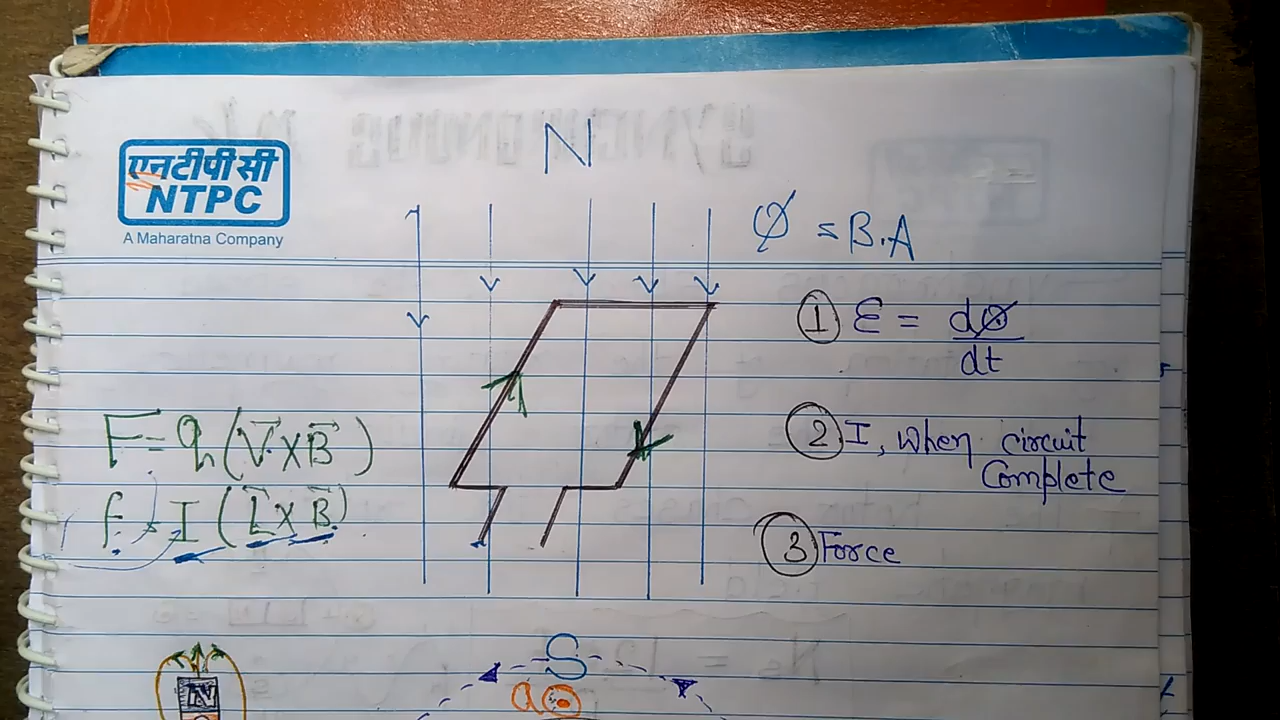 एनटीपीसी
NTPC
A Maharatna Company
N
Ø = B.A
① Ɛ = dØ/dt
② I, when circuit
Complete
③ Force
F = q(V⃗ × B⃗)
f = I (L⃗ × B⃗)
S
N
a